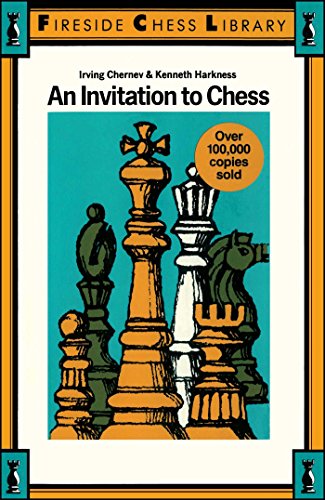 FIRESIDE CHESS LIBRARY
Irving Chernev & Kenneth Harkness
An Invitation to Chess
Over
100,000
copies
sold